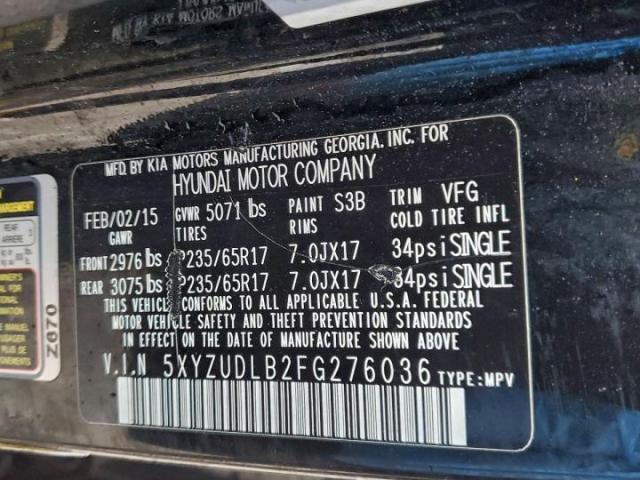 MFD. BY KIA MOTORS MANUFACTURING GEORGIA. INC. FOR
HYUNDAI MOTOR COMPANY
FEB/02/15 GVWR 5071 lbs PAINT S3B TRIM VFG
GAWR TIRES RIMS COLD TIRE INFL
FRONT 2976 lbs P235/65R17 7.0JX17 34psi SINGLE
REAR 3075 lbs P235/65R17 7.0JX17 34psi SINGLE
THIS VEHICLE CONFORMS TO ALL APPLICABLE U.S.A. FEDERAL
MOTOR VEHICLE SAFETY AND THEFT PREVENTION STANDARDS
IN EFFECT ON THE DATE OF MANUFACTURE SHOWN ABOVE
V.I.N 5XYZUDLB2FG276036 TYPE: MPV
REAR
ARRIERE
Z670